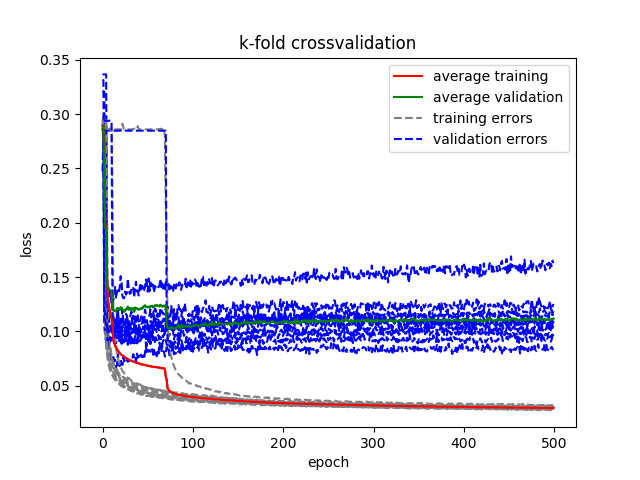 k-fold crossvalidation
0.35
0.30
0.25
0.20
0.15
0.10
0.05
loss
average training
average validation
training errors
validation errors
0 100 200 300 400 500
epoch